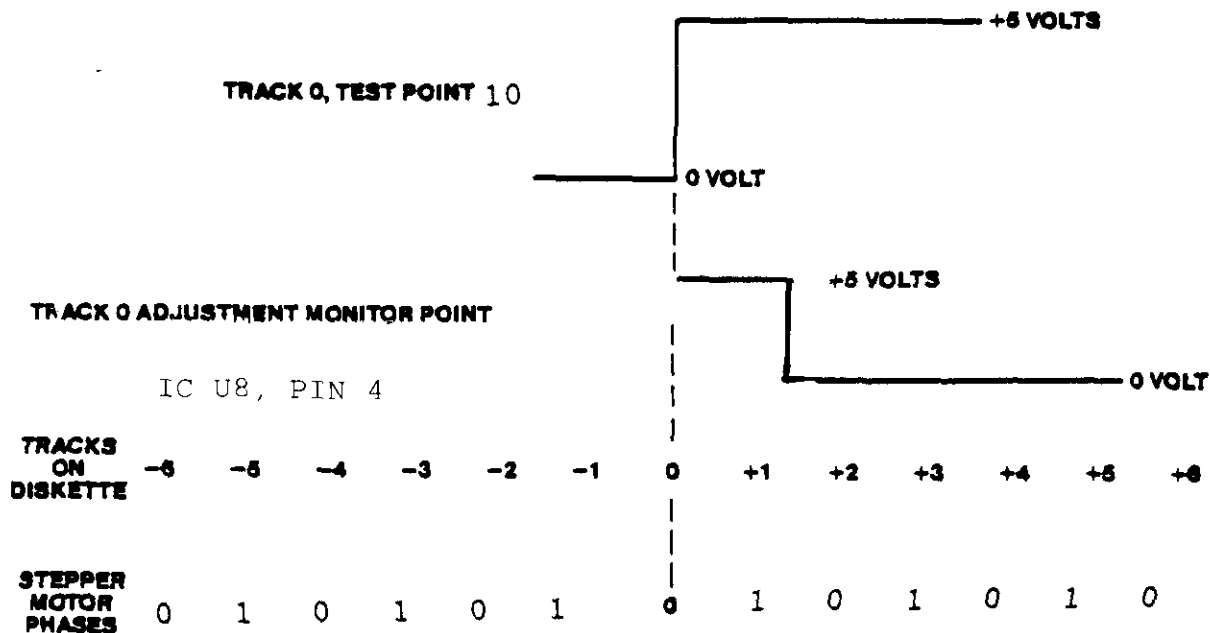 +5 VOLTS
TRACK 0, TEST POINT 10
0 VOLT
+5 VOLTS
TRACK 0 ADJUSTMENT MONITOR POINT
0 VOLT
IC U8, PIN 4
TRACKS
ON
DISKETTE
-6 -5 -4 -3 -2 -1 0 +1 +2 +3 +4 +5 +6
STEPPER
MOTOR
PHASES
0 1 0 1 0 1 0 1 0 1 0 1 0